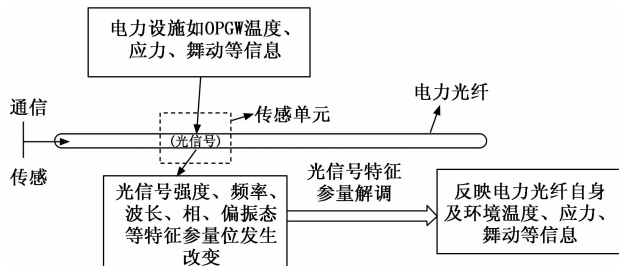 电力设施如OPGW温度、
应力、舞动等信息
通信
传感
传感单元
电力光纤
(光信号)
光信号强度、频率、
波长、相、偏振态
等特征参量位发生
改变
光信号特征
参量解调
反映电力光纤自身
及环境温度、应力、
舞动等信息